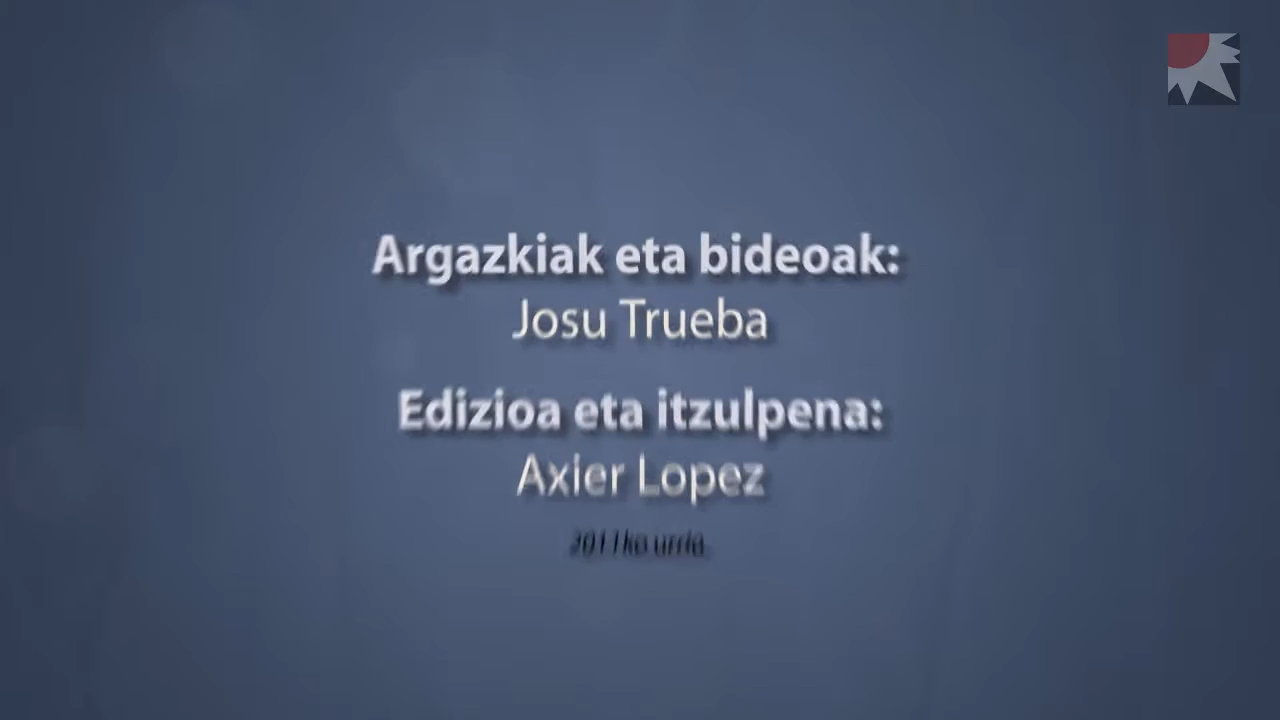 Argazkiak eta bideoak:
Josu Trueba
Edizioa eta itzulpena:
Axier Lopez
2011ko urria